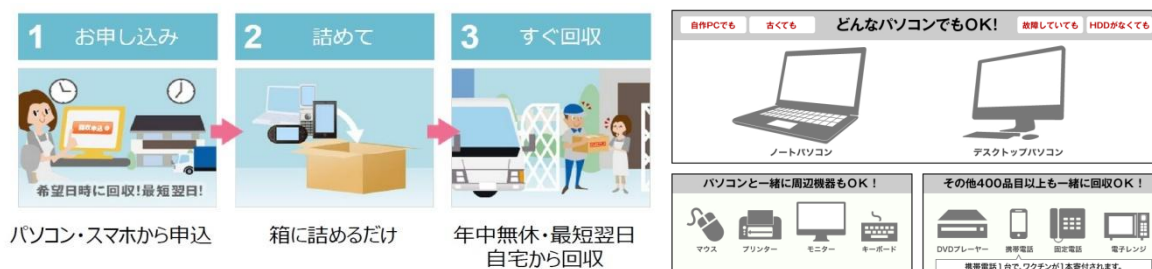 1 お申し込み
希望日時に回収!最短翌日!
パソコン・スマホから申込
2 詰めて
箱に詰めるだけ
3 すぐ回収
年中無休・最短翌日
自宅から回収
自作PCでも 古くても どんなパソコンでもOK! 故障していても HDDがなくても
ノートパソコン デスクトップパソコン
パソコンと一緒に周辺機器もOK！
マウス プリンター モニター キーボード
その他400品目以上も一緒に回収OK！
DVDプレーヤー 携帯電話 固定電話 電子レンジ
携帯電話1台で、ワクチンが1本寄付されます。